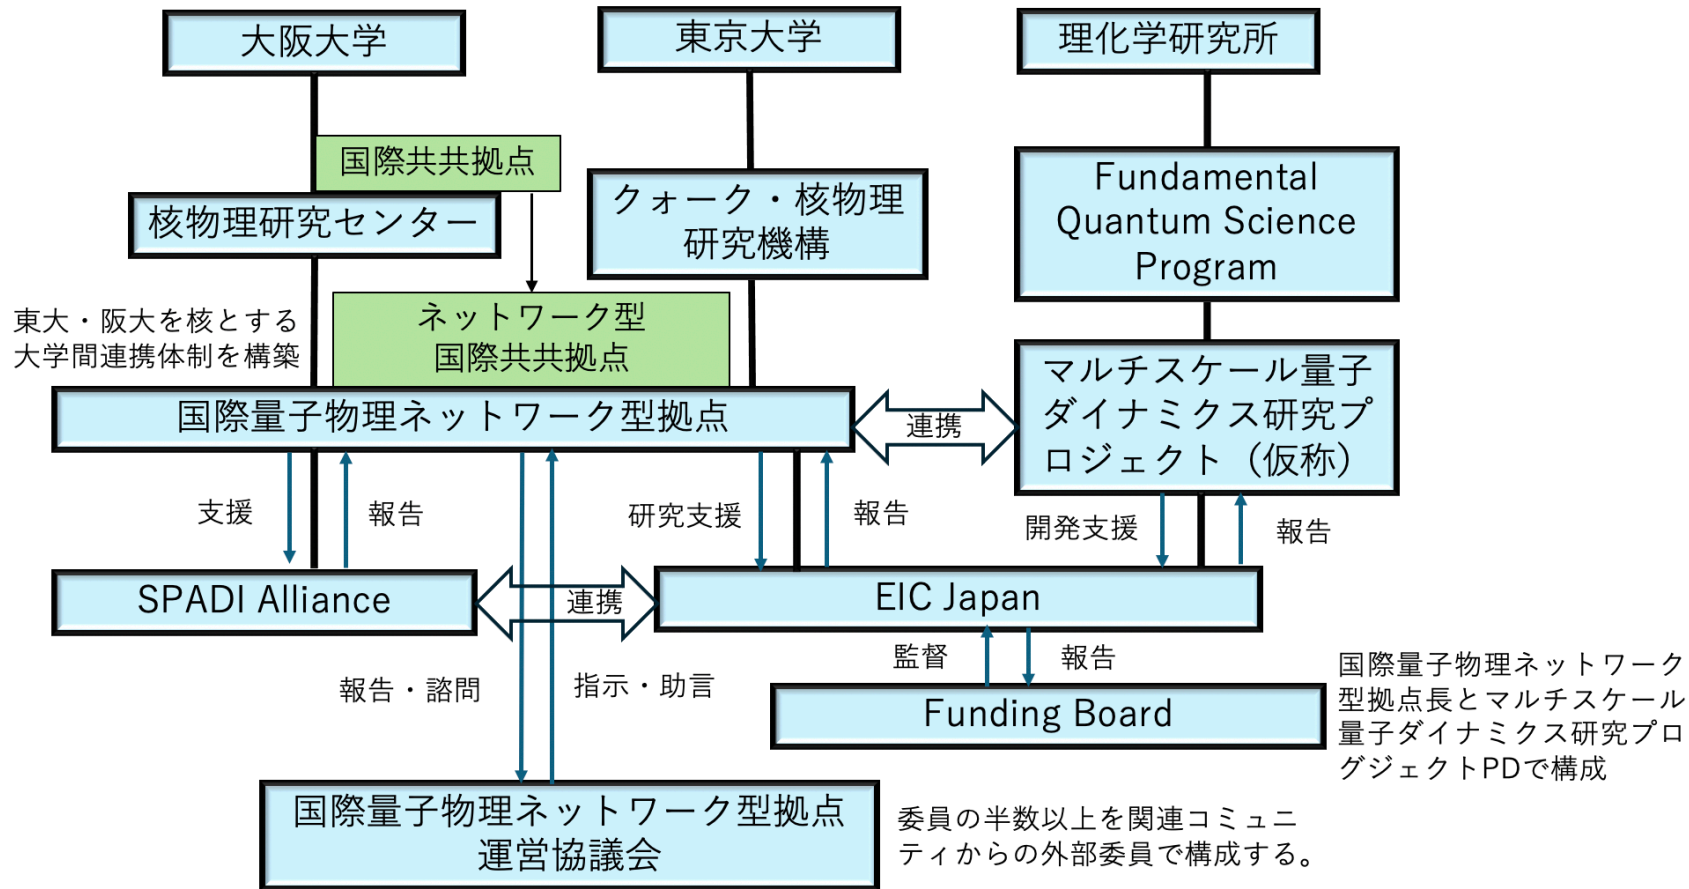 大阪大学
東京大学
理化学研究所
国際共共拠点
核物理研究センター
クォーク・核物理
研究機構
Fundamental
Quantum Science
Program
東大・阪大を核とする
大学間連携体制を構築
ネットワーク型
国際共共拠点
国際量子物理ネットワーク型拠点
連携
マルチスケール量子
ダイナミクス研究プ
ロジェクト（仮称）
支援
報告
研究支援
報告
開発支援
報告
SPADI Alliance
連携
EIC Japan
報告・諮問
指示・助言
監督
報告
Funding Board
国際量子物理ネットワーク
型拠点長とマルチスケール
量子ダイナミクス研究プロ
グジェクトPDで構成
国際量子物理ネットワーク型拠点
運営協議会
委員の半数以上を関連コミュニ
ティからの外部委員で構成する。